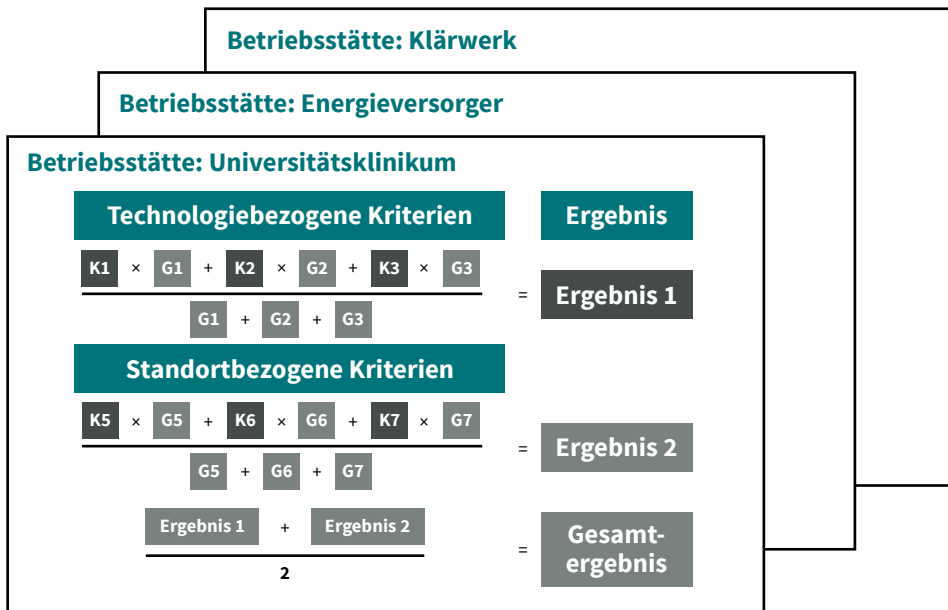 Betriebsstätte: Klärwerk
Betriebsstätte: Energieversorger
Betriebsstätte: Universitätsklinikum
Technologiebezogene Kriterien
Ergebnis
K1 × G1 + K2 × G2 + K3 × G3
G1 + G2 + G3
= Ergebnis 1
Standortbezogene Kriterien
K5 × G5 + K6 × G6 + K7 × G7
G5 + G6 + G7
= Ergebnis 2
Ergebnis 1 + Ergebnis 2
2
= Gesamt-
ergebnis